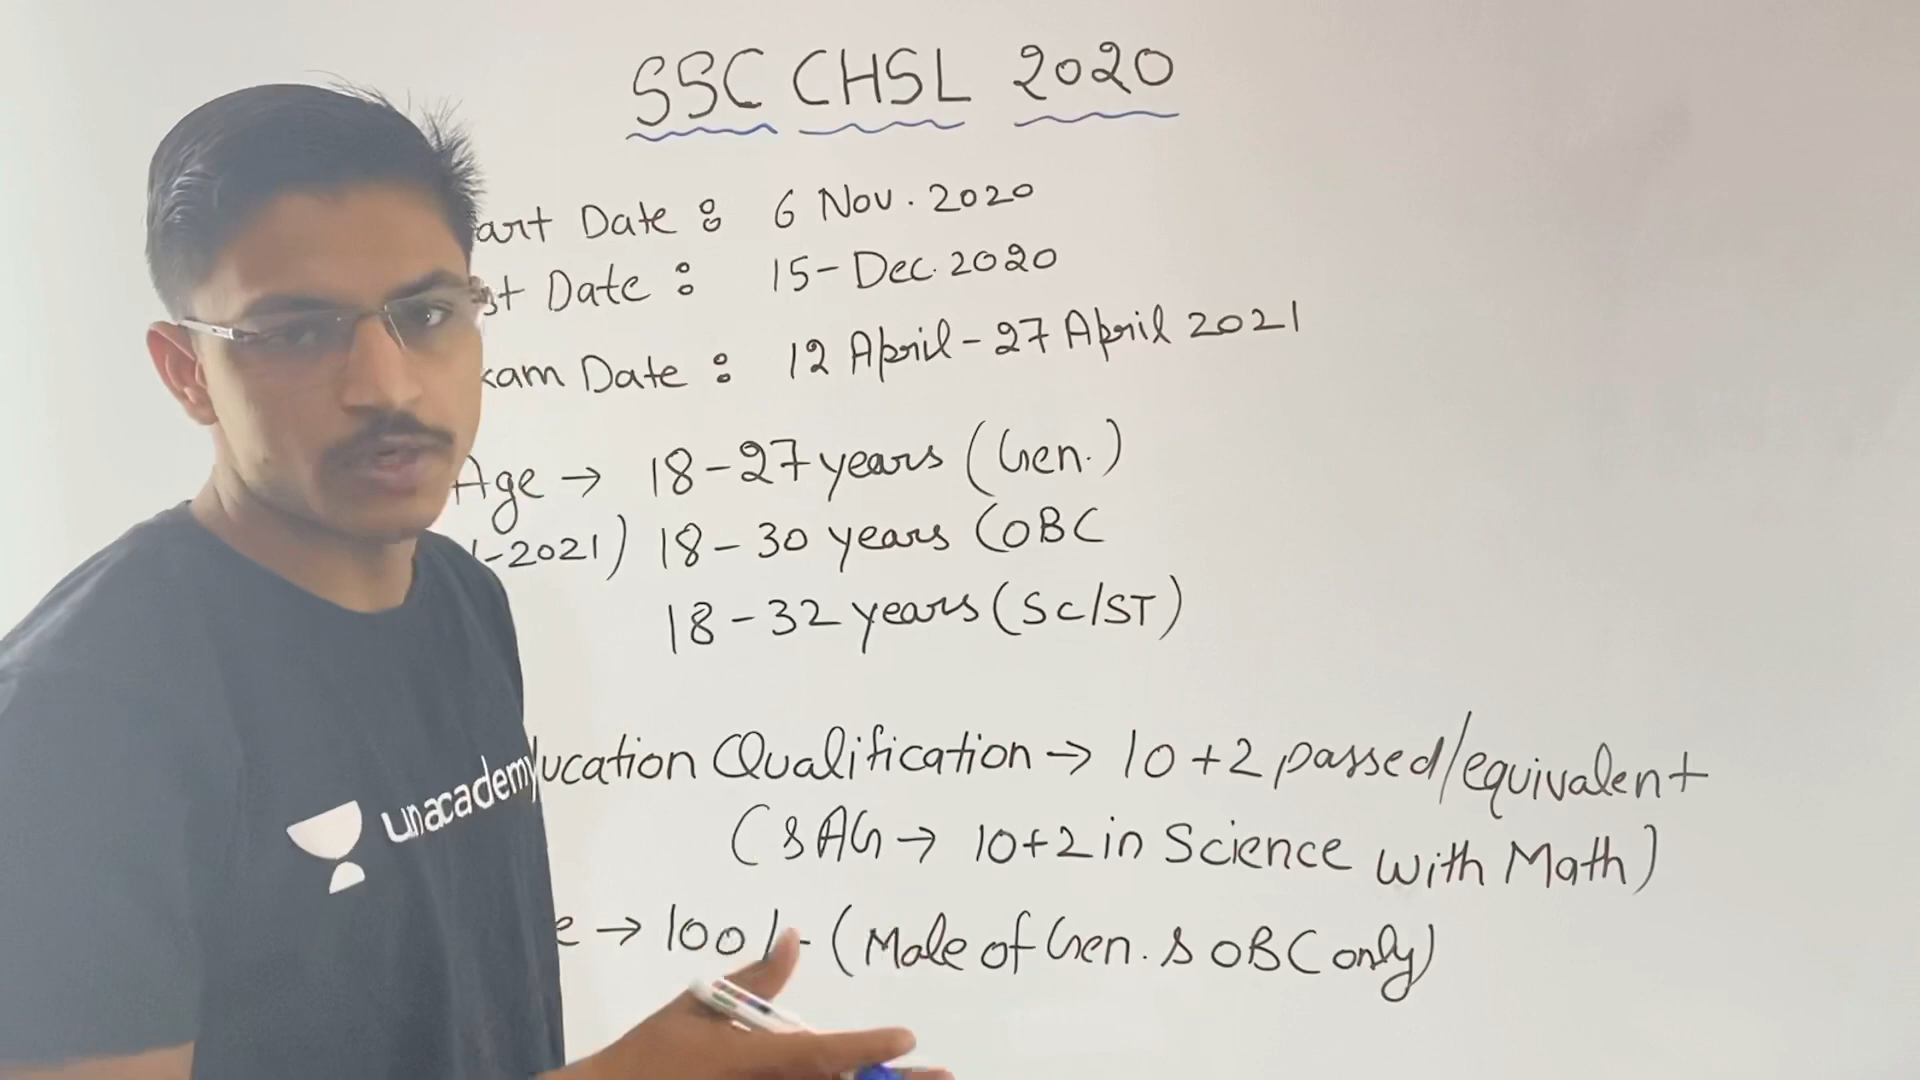 SSC CHSL 2020
art Date : 6 Nov. 2020
st Date : 15-Dec. 2020
xam Date : 12 April - 27 April 2021
Age → 18-27 years (Gen.)
-2021) 18-30 years (OBC
18-32 years (SC/ST)
ucation Qualification → 10+2 passed/equivalent
(SAG → 10+2 in Science with Math)
e → 100/- (Male of Gen. & OBC only)
unacademy